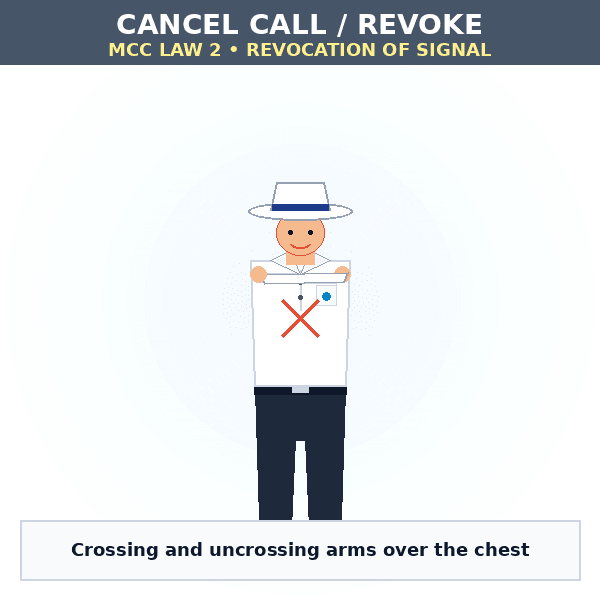 CANCEL CALL / REVOKE
MCC LAW 2 • REVOCATION OF SIGNAL
Crossing and uncrossing arms over the chest